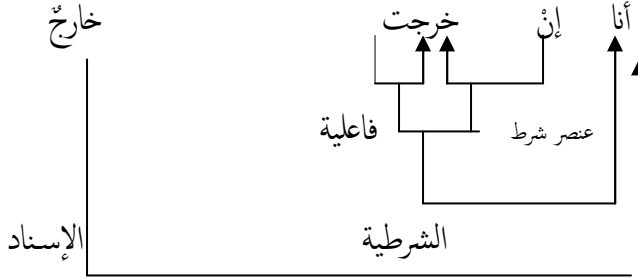 أنا إنْ خرجت خارجٌ
عنصر شرط فاعلية
الشرطية الإسناد